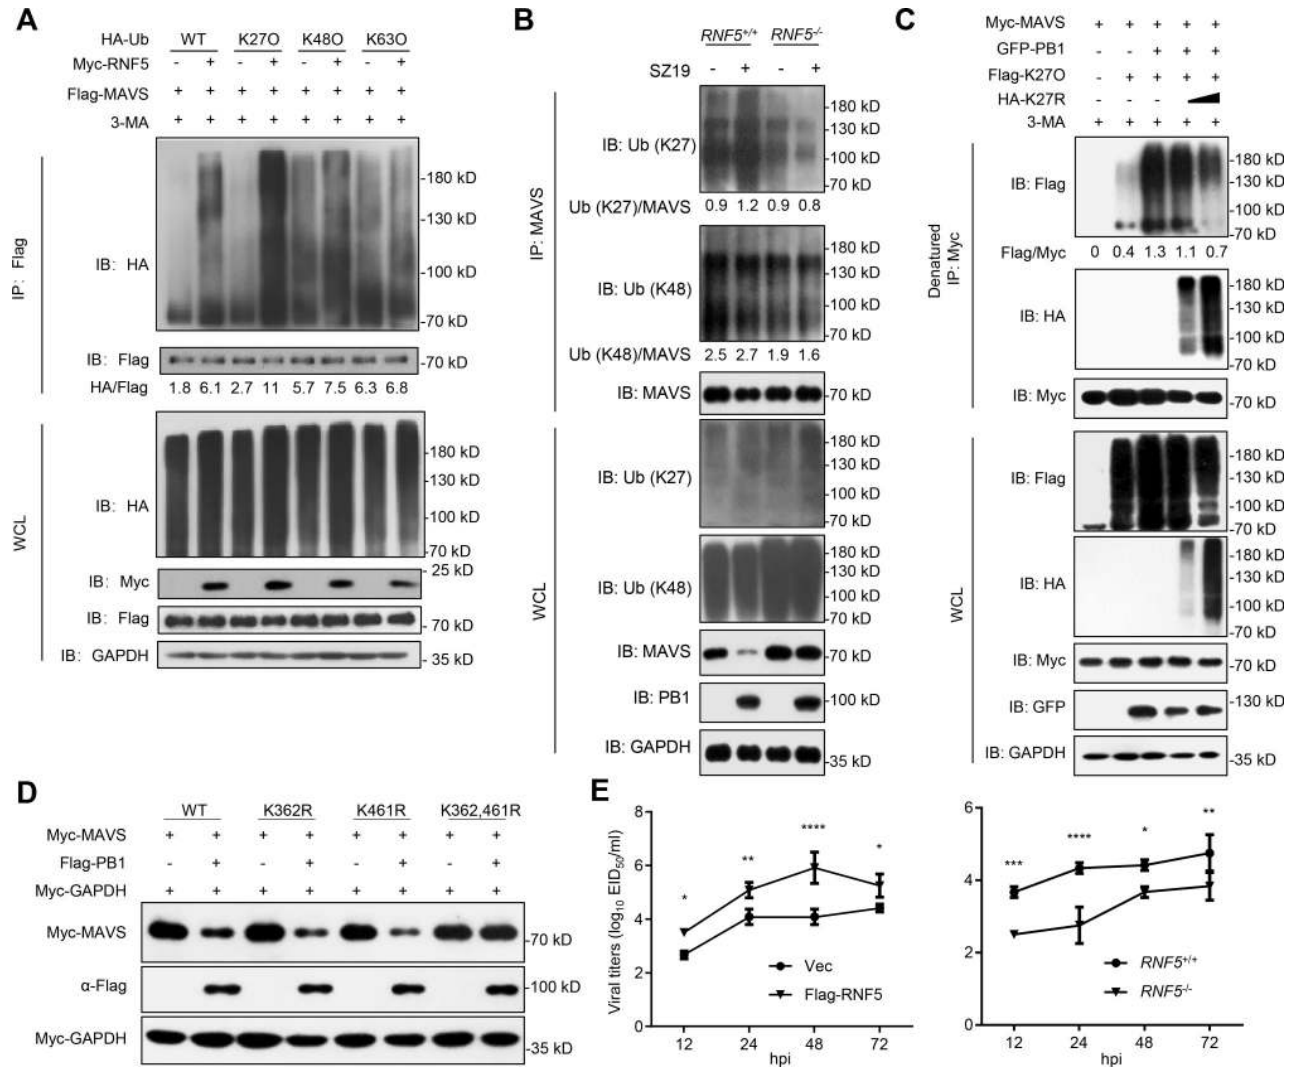 A
HA-Ub WT K27O K48O K63O
Myc-RNF5 - + - + - + - +
Flag-MAVS + + + + + + + +
3-MA + + + + + + + +
IP: Flag
IB: HA
-180 kD
-130 kD
-100 kD
-70 kD
IB: Flag -70 kD
HA/Flag 1.8 6.1 2.7 11 5.7 7.5 6.3 6.8
WCL
IB: HA
-180 kD
-130 kD
-100 kD
-70 kD
IB: Myc - 25 kD
IB: Flag - 70 kD
IB: GAPDH - 35 kD
B
RNF5+/+ RNF5-/-
SZ19 - + - +
IP: MAVS
IB: Ub (K27)
-180 kD
-130 kD
-100 kD
-70 kD
Ub (K27)/MAVS 0.9 1.2 0.9 0.8
IB: Ub (K48)
-180 kD
-130 kD
-100 kD
-70 kD
Ub (K48)/MAVS 2.5 2.7 1.9 1.6
IB: MAVS -70 kD
WCL
IB: Ub (K27)
-180 kD
-130 kD
-100 kD
-70 kD
IB: Ub (K48)
-180 kD
-130 kD
-100 kD
-70 kD
IB: MAVS -70 kD
IB: PB1 -100 kD
IB: GAPDH -35 kD
C
Myc-MAVS + + + + +
GFP-PB1 - - + + +
Flag-K27O - + + + +
HA-K27R - - -
3-MA + + + + +
Denatured
IP: Myc
IB: Flag
-180 kD
-130 kD
-100 kD
-70 kD
Flag/Myc 0 0.4 1.3 1.1 0.7
IB: HA
-180 kD
-130 kD
-100 kD
-70 kD
IB: Myc -70 kD
WCL
IB: Flag
-180 kD
-130 kD
-100 kD
-70 kD
IB: HA
-180 kD
-130 kD
-100 kD
-70 kD
IB: Myc -70 kD
IB: GFP -130 kD
IB: GAPDH -35 kD
D
WT K362R K461R K362,461R
Myc-MAVS + + + + + + + +
Flag-PB1 - + - + - + - +
Myc-GAPDH + + + + + + + +
Myc-MAVS -70 kD
α-Flag -100 kD
Myc-GAPDH -35 kD
E
Viral titers (log10 EID50/ml)
8
6
4
2
0
* ** **** *
Vec
Flag-RNF5
12 24 48 72
hpi
6
4
2
0
*** **** * **
RNF5+/+
RNF5-/-
12 24 48 72
hpi